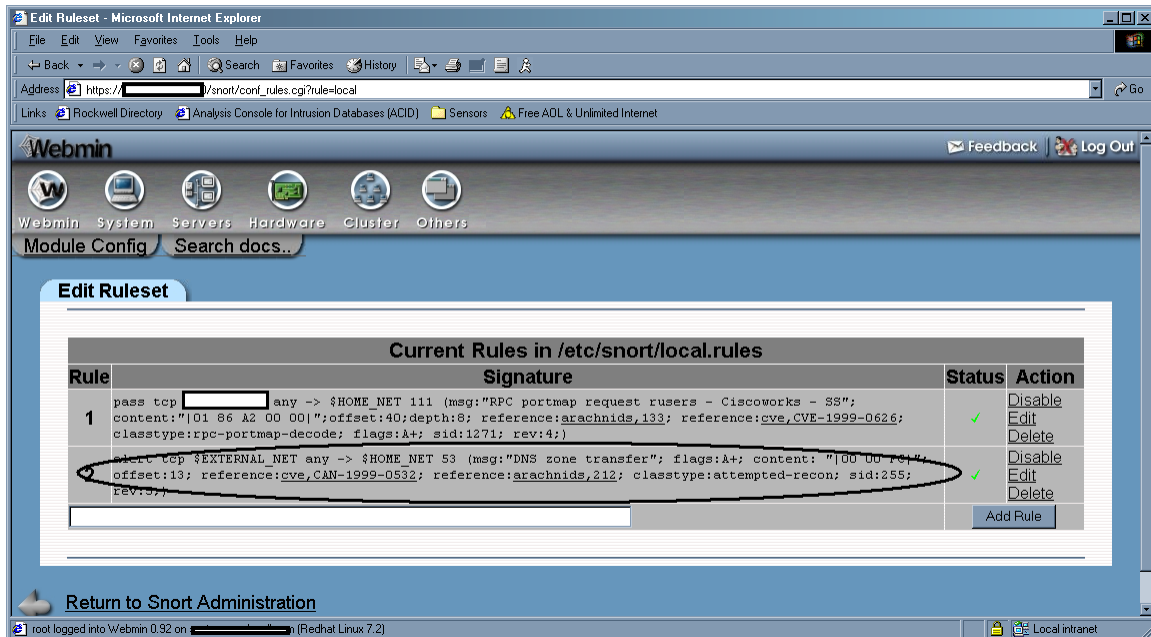 Edit Ruleset - Microsoft Internet Explorer
File Edit View Favorites Tools Help
Back Search Favorites History
Address https:// /snort/conf_rules.cgi?rule=local Go
Links Rockwell Directory Analysis Console for Intrusion Databases (ACID) Sensors Free AOL & Unlimited Internet
Webmin Feedback Log Out
Webmin System Servers Hardware Cluster Others
Module Config Search docs..
Edit Ruleset
Current Rules in /etc/snort/local.rules
Rule Signature Status Action
1
pass tcp any -> $HOME_NET 111 (msg:"RPC portmap request rusers - Ciscoworks - SS";
content:"|01 86 A2 00 00|";offset:40;depth:8; reference:arachnids,133; reference:cve,CVE-1999-0626;
classtype:rpc-portmap-decode; flags:A+; sid:1271; rev:4;)
Disable
Edit
Delete
2
alert tcp $EXTERNAL_NET any -> $HOME_NET 53 (msg:"DNS zone transfer"; flags:A+; content: "|00 00 FC|";
offset:13; reference:cve,CAN-1999-0532; reference:arachnids,212; classtype:attempted-recon; sid:255;
Disable
Edit
Delete
Add Rule
Return to Snort Administration
root logged into Webmin 0.92 on (Redhat Linux 7.2) Local intranet